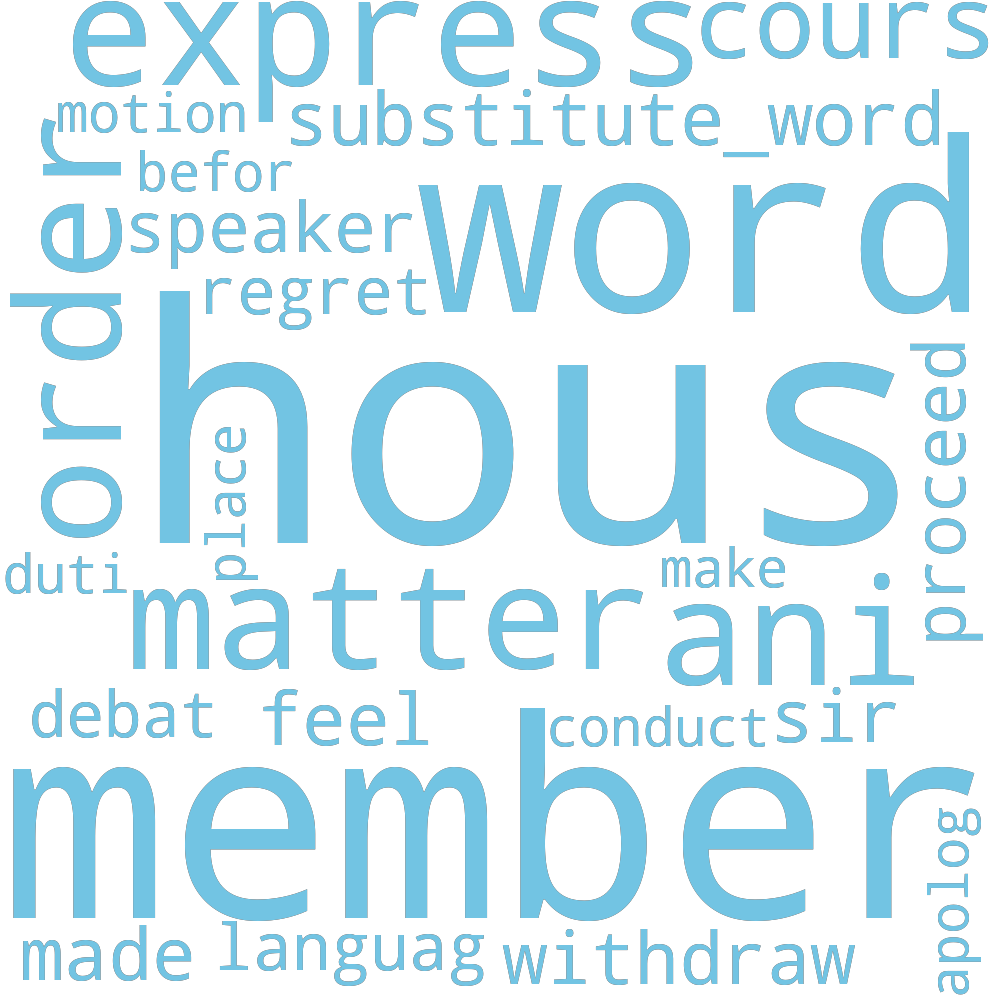 express
cours
motion
substitute_word
befor
word
order
speaker
regret
hous
proceed
place
duti
make
matter
ani
debat
feel
conduct
sir
member
apolog
made
languag
withdraw